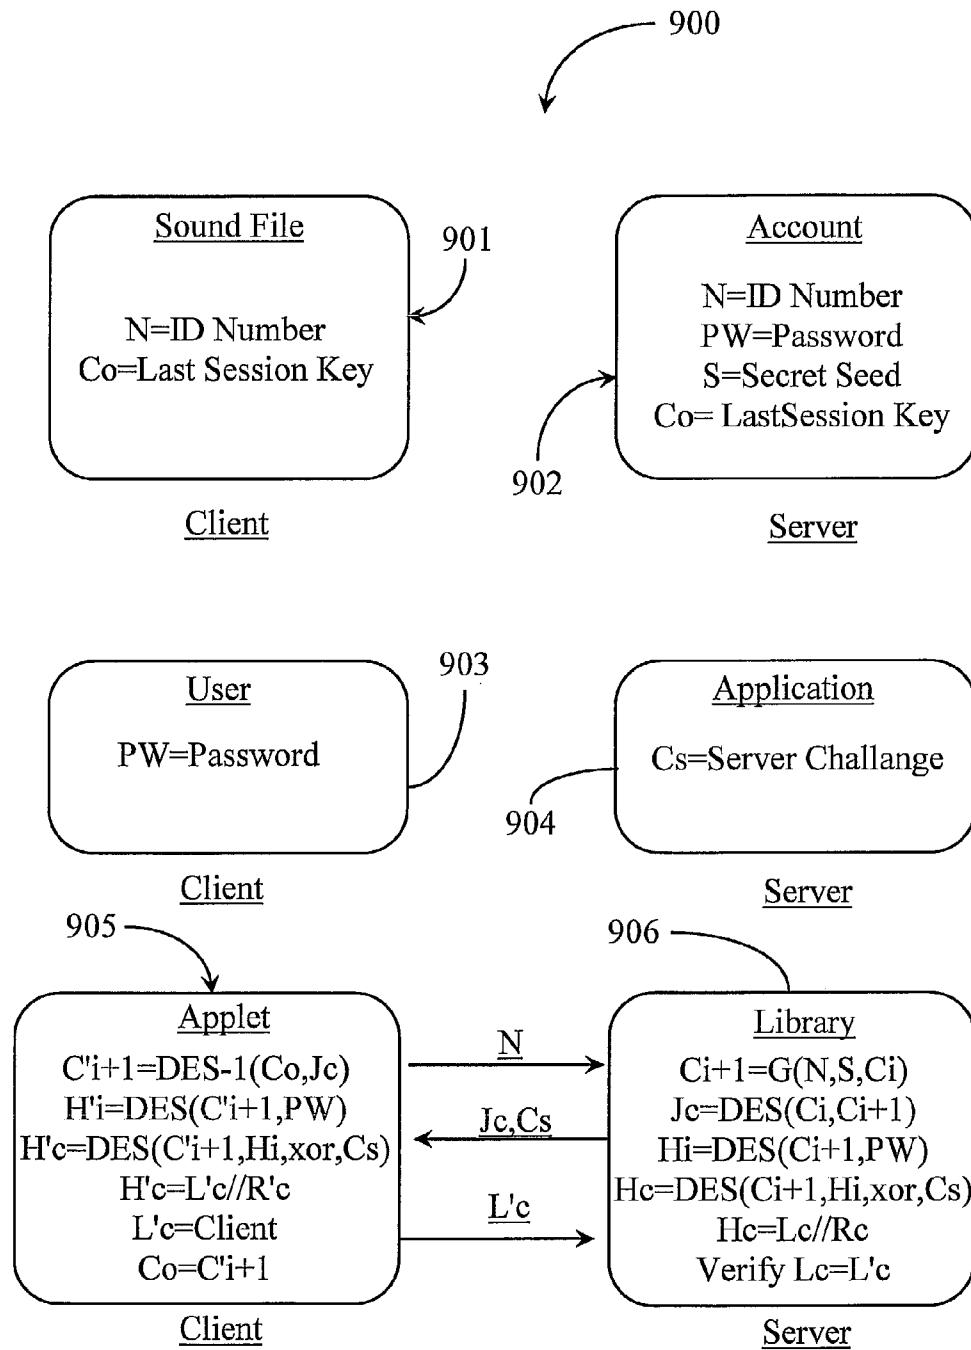 900
Sound File
N=ID Number
Co=Last Session Key
901
Client
Account
N=ID Number
PW=Password
S=Secret Seed
Co= LastSession Key
902
Server
User
PW=Password
903
Client
Application
Cs=Server Challange
904
Server
905
Applet
C'i+1=DES-1(Co,Jc)
H'i=DES(C'i+1,PW)
H'c=DES(C'i+1,Hi,xor,Cs)
H'c=L'c//R'c
L'c=Client
Co=C'i+1
Client
N
Jc,Cs
L'c
906
Library
Ci+1=G(N,S,Ci)
Jc=DES(Ci,Ci+1)
Hi=DES(Ci+1,PW)
Hc=DES(Ci+1,Hi,xor,Cs)
Hc=Lc//Rc
Verify Lc=L'c
Server